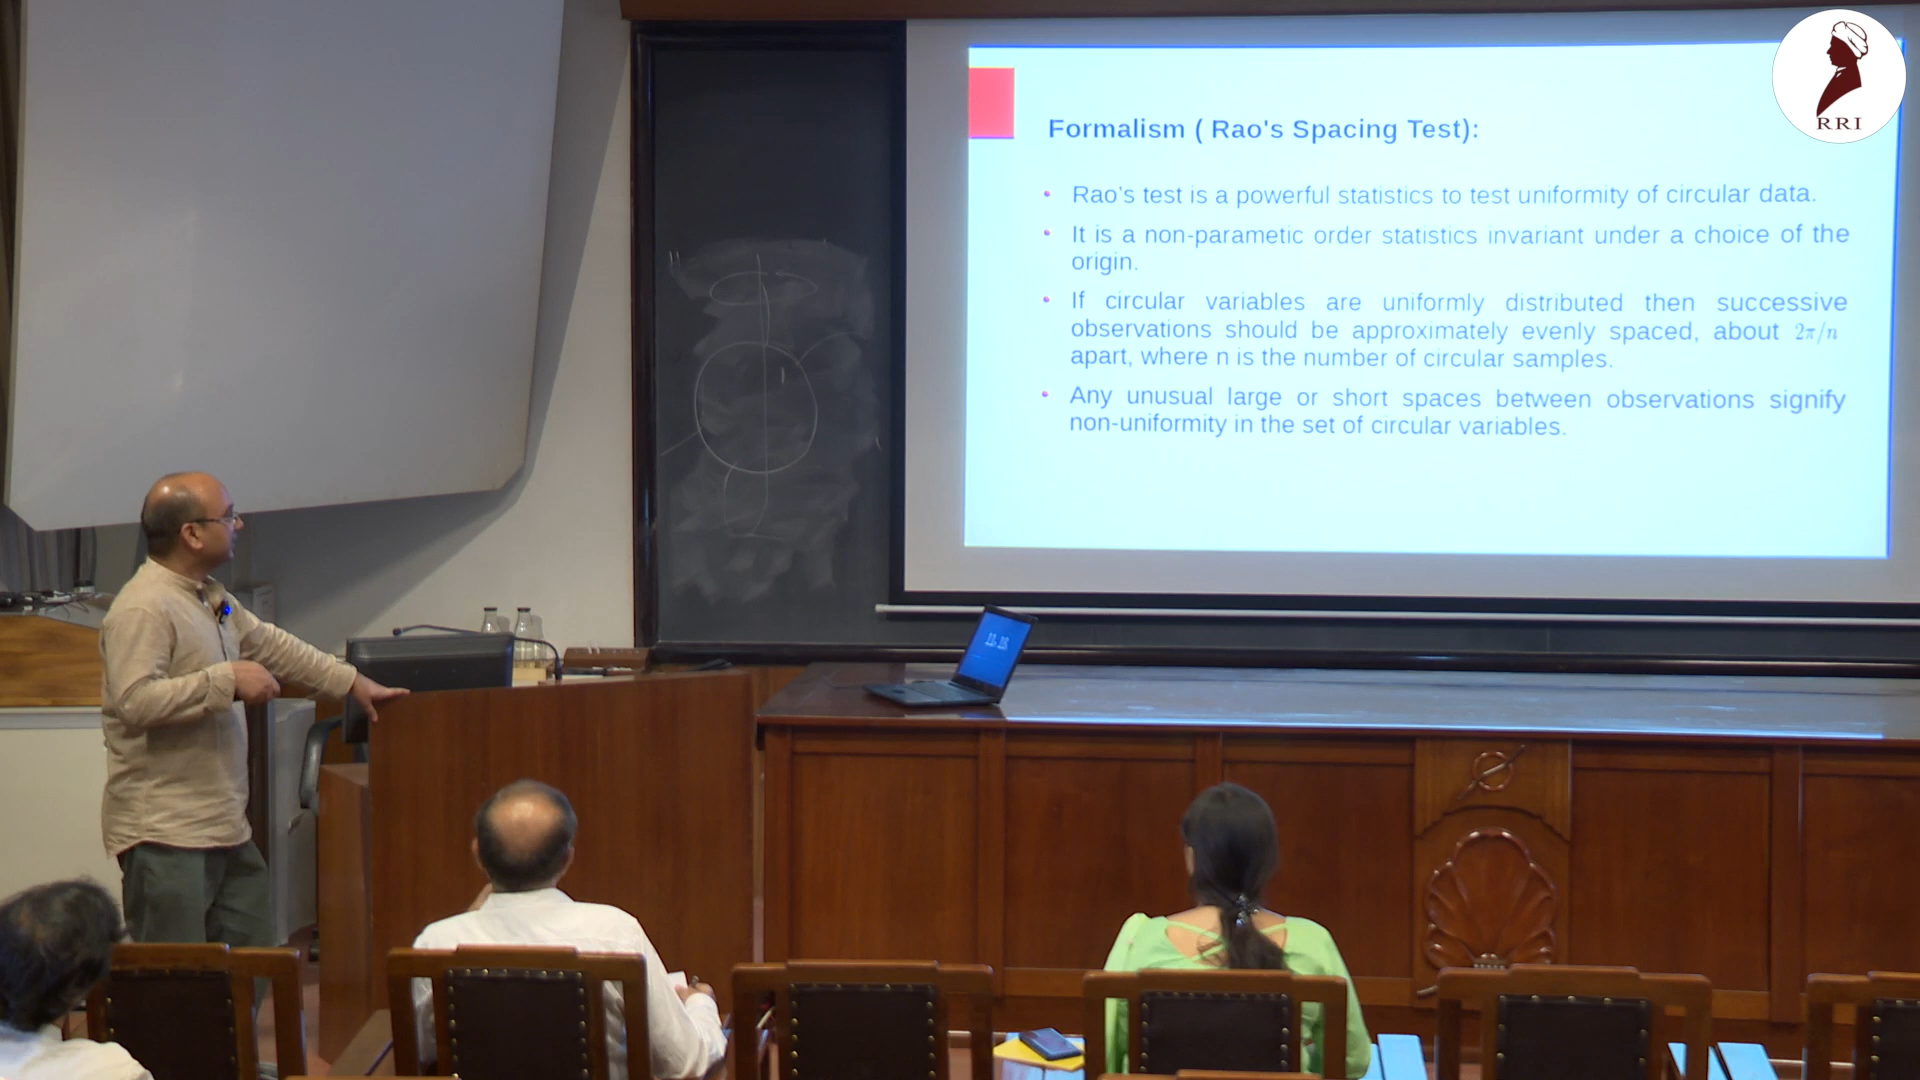 RRI
Formalism ( Rao's Spacing Test):
Rao's test is a powerful statistics to test uniformity of circular data.
It is a non-parametic order statistics invariant under a choice of the
origin.
If circular variables are uniformly distributed then successive
observations should be approximately evenly spaced, about 2π/n
apart, where n is the number of circular samples.
Any unusual large or short spaces between observations signify
non-uniformity in the set of circular variables.